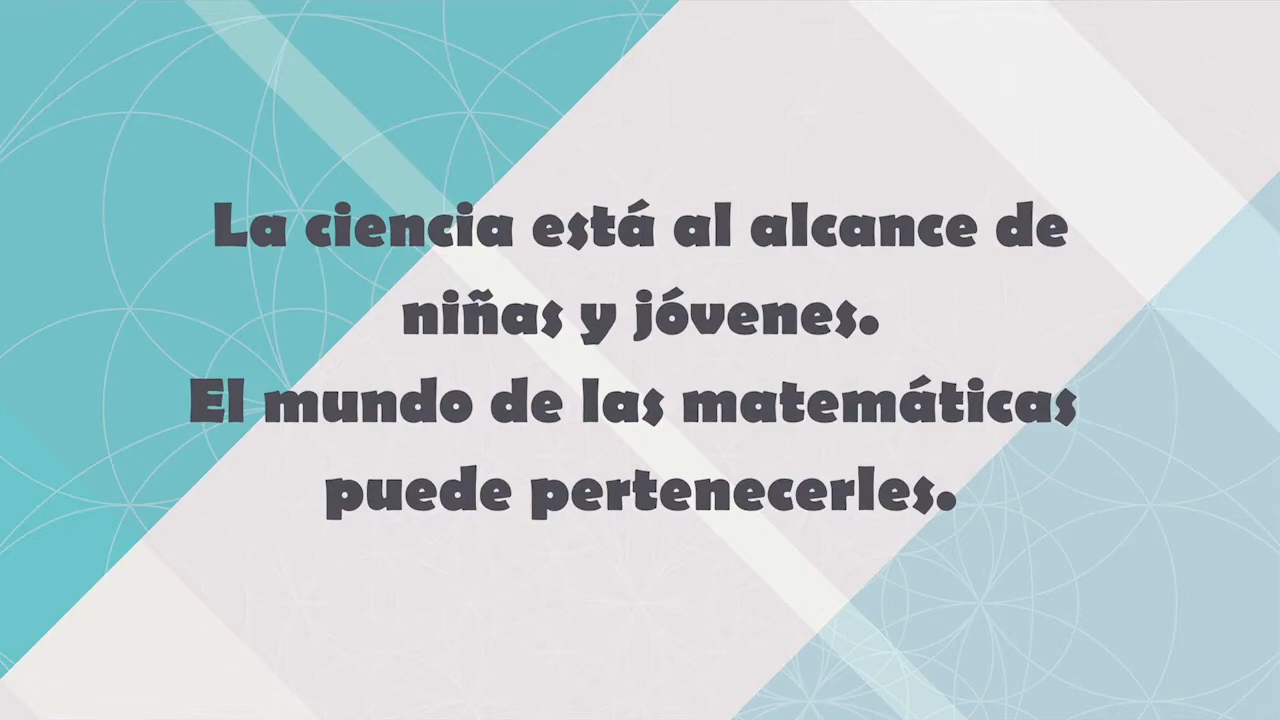 La ciencia está al alcance de
niñas y jóvenes.
El mundo de las matemáticas
puede pertenecerles.